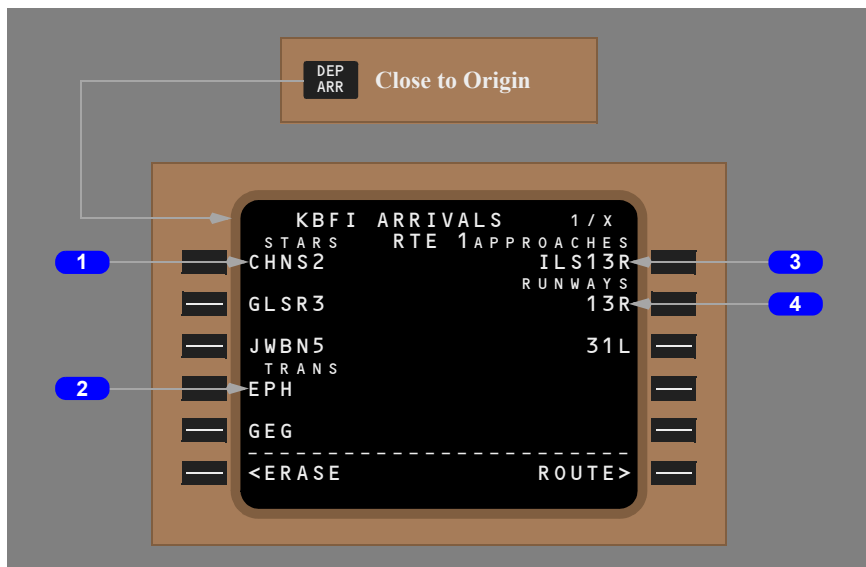 DEP
ARR
Close to Origin
KBFI ARRIVALS 1/X
STARS RTE 1 APPROACHES
1 CHNS2 ILS13R 3
RUNWAYS
GLSR3 13R 4
JWBN5 31L
TRANS
2 EPH
GEG
--------------------------
<ERASE ROUTE>